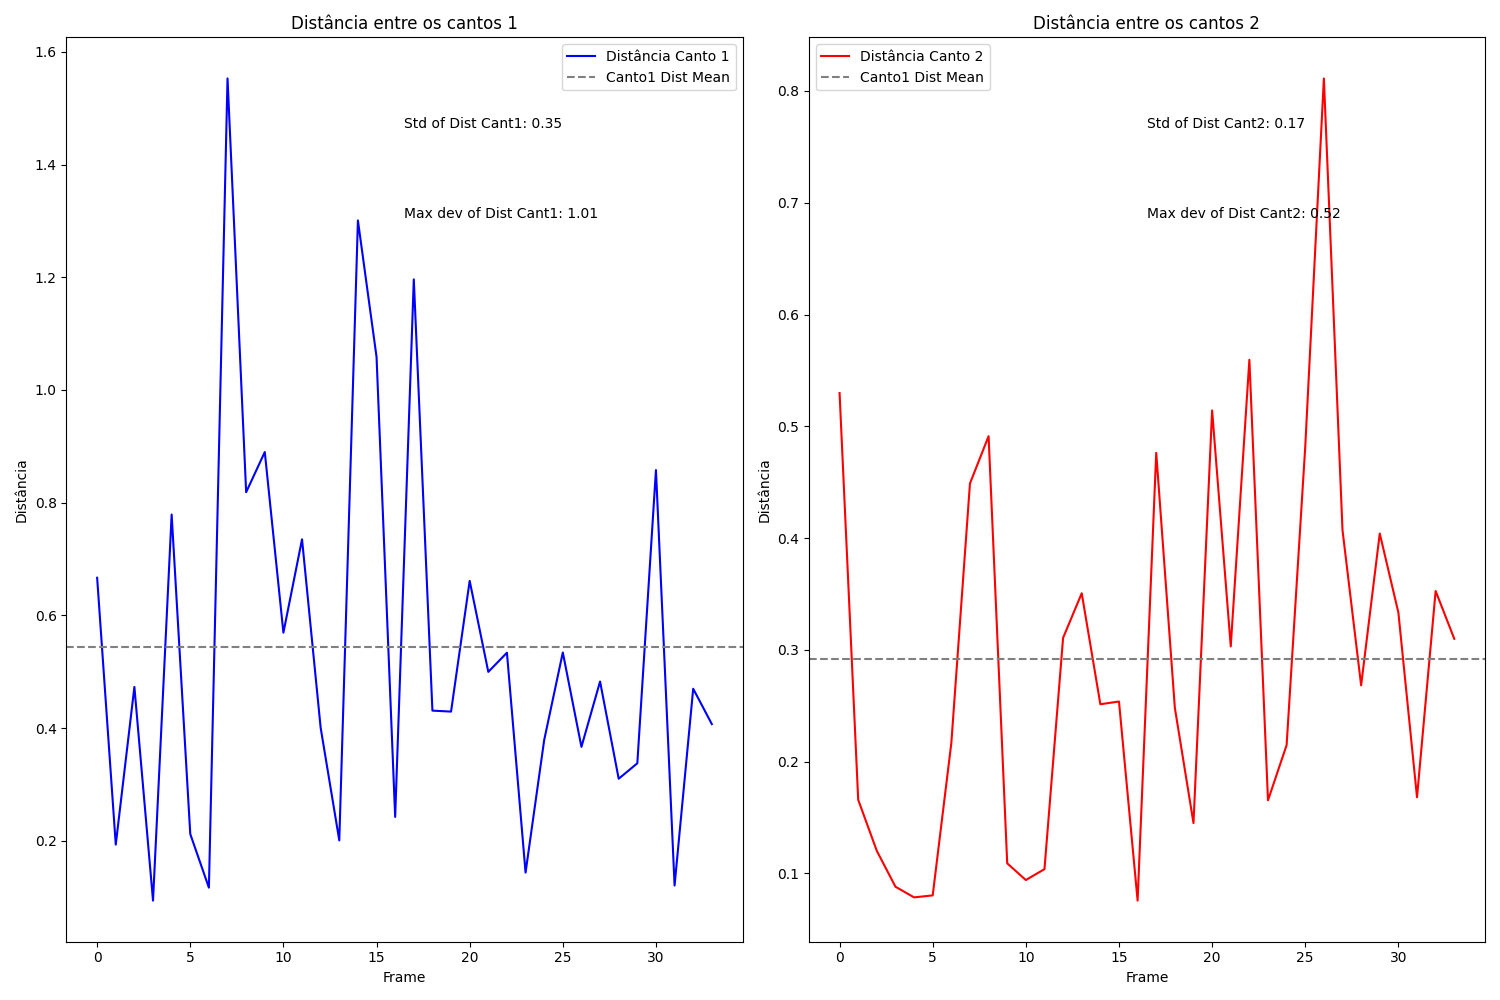 Distância entre os cantos 1
Distância Canto 1
Canto1 Dist Mean
Std of Dist Cant1: 0.35
Max dev of Dist Cant1: 1.01
1.6
1.4
1.2
1.0
0.8
0.6
0.4
0.2
Distância
0 5 10 15 20 25 30
Frame
Distância entre os cantos 2
Distância Canto 2
Canto1 Dist Mean
Std of Dist Cant2: 0.17
Max dev of Dist Cant2: 0.52
0.8
0.7
0.6
0.5
0.4
0.3
0.2
0.1
Distância
0 5 10 15 20 25 30
Frame